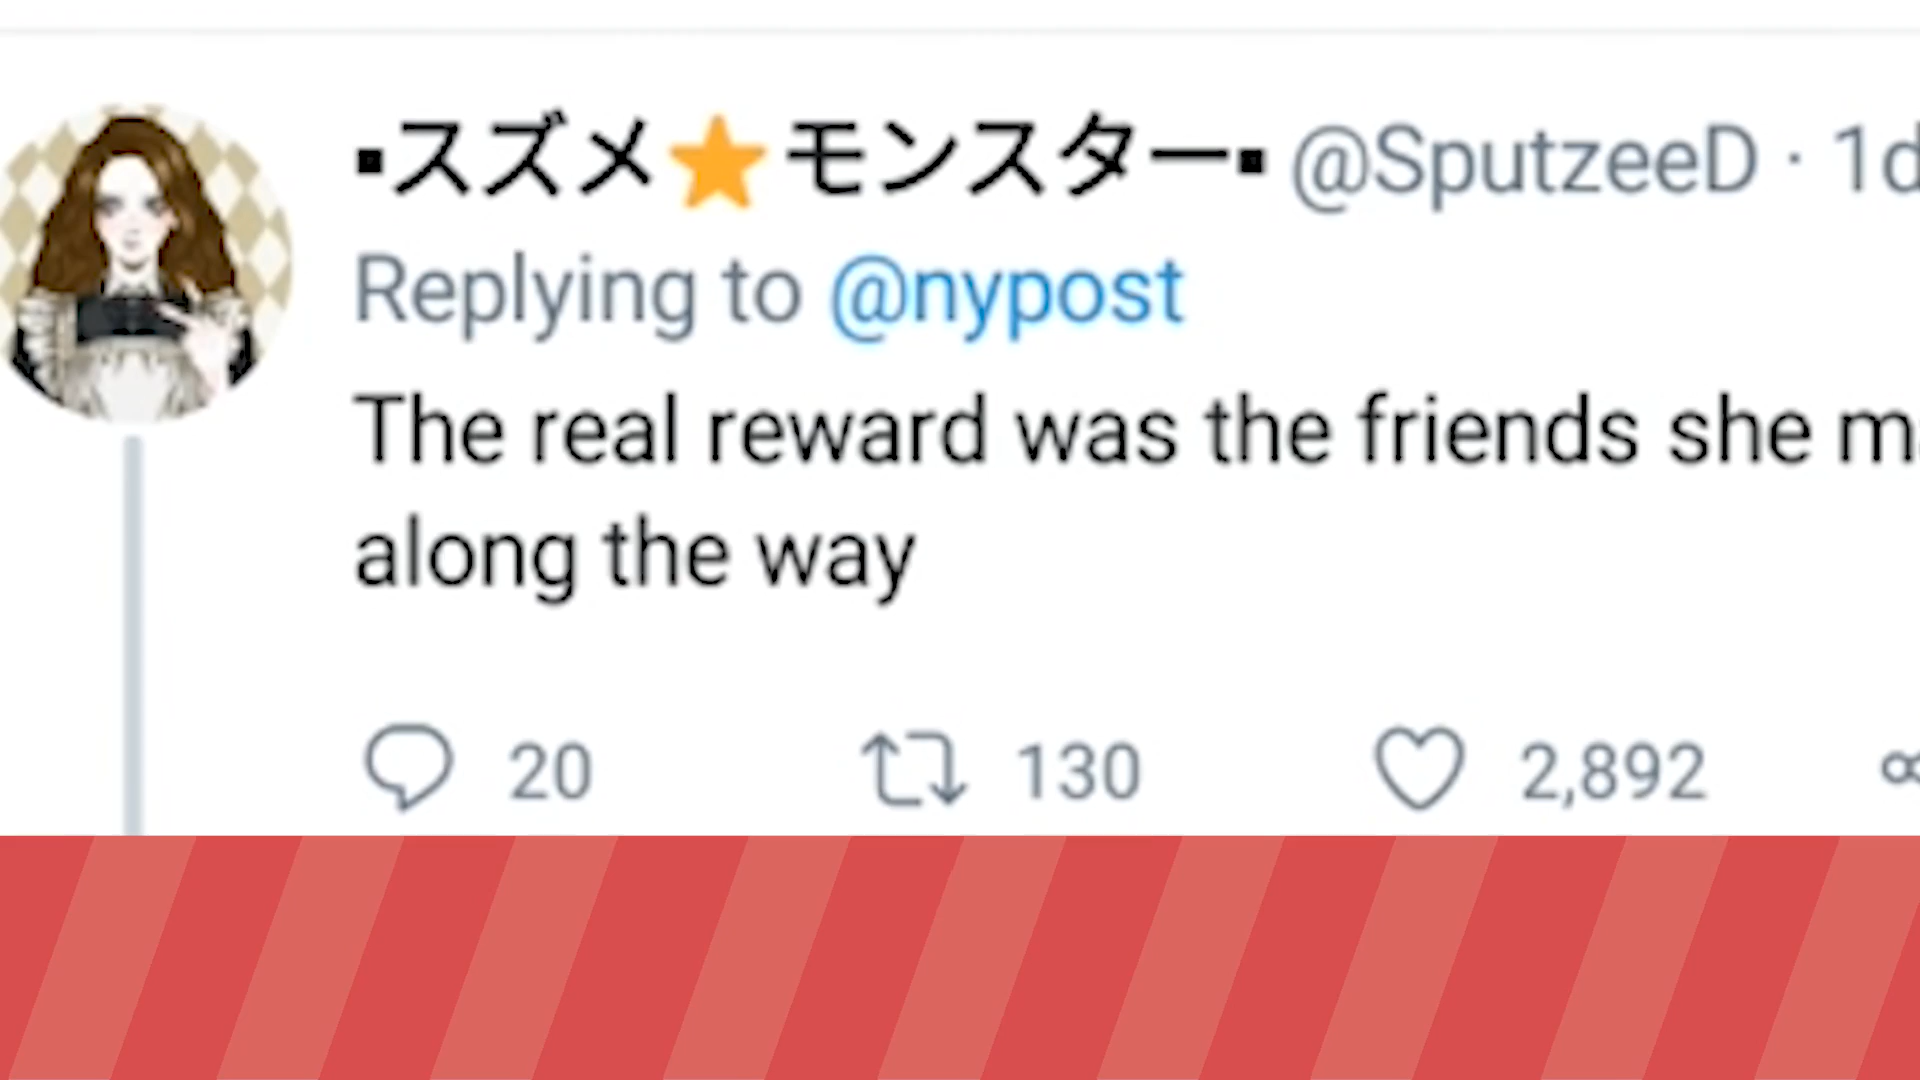 ▪スズメ⭐モンスター▪ @SputzeeD · 1d
Replying to @nypost
The real reward was the friends she
along the way
20 130 2,892